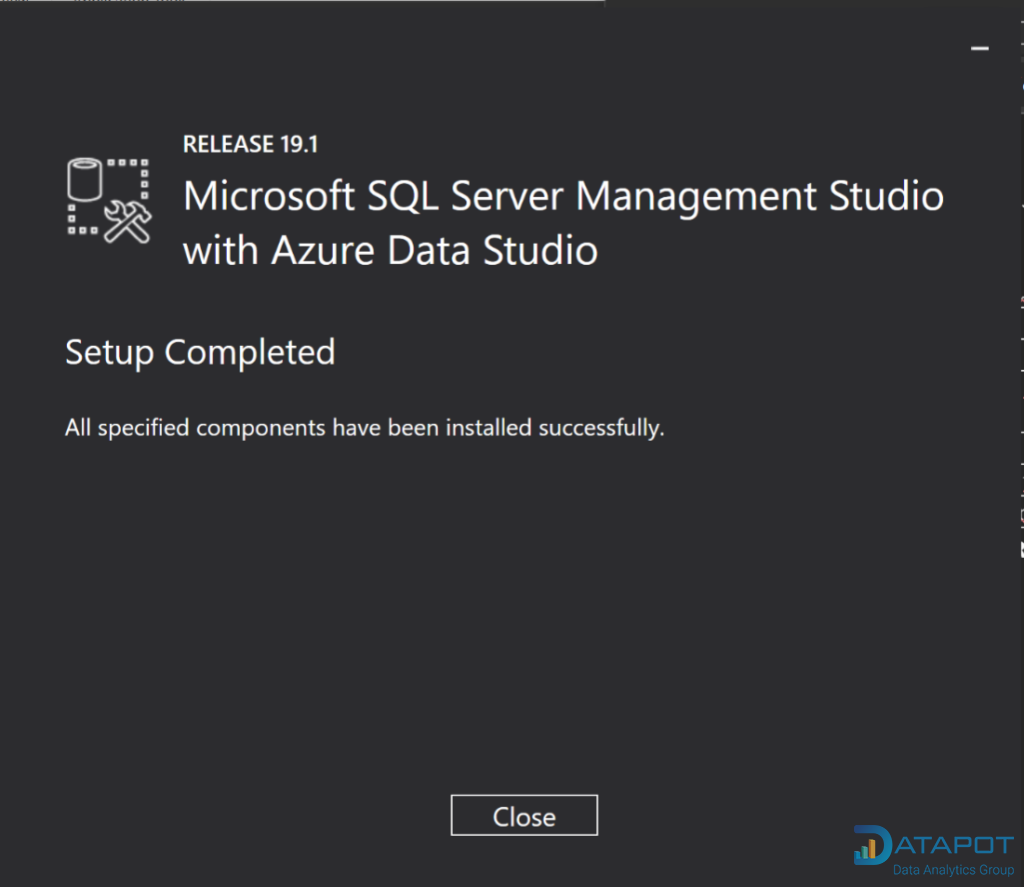 RELEASE 19.1
Microsoft SQL Server Management Studio
with Azure Data Studio
Setup Completed
All specified components have been installed successfully.
Close
DATAPOT
Data Analytics Group